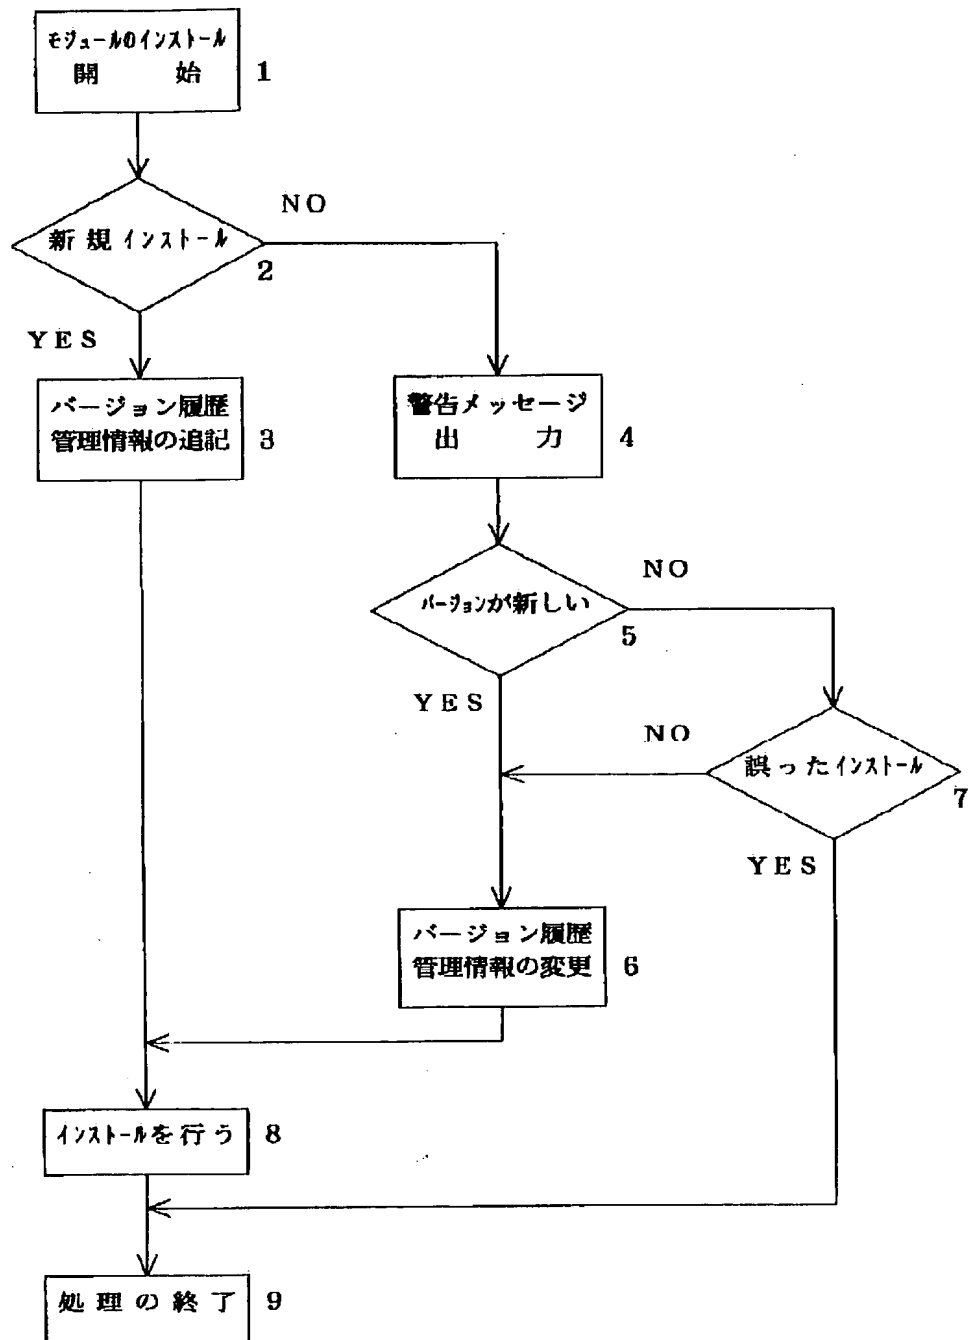 モジュールのインストール
開 始
1
新規インストール
2
NO
YES
バージョン履歴
管理情報の追記
3
警告メッセージ
出 力
4
バージョンが新しい
5
NO
YES
誤ったインストール
7
NO
YES
バージョン履歴
管理情報の変更
6
インストールを行う
8
処理の終了
9